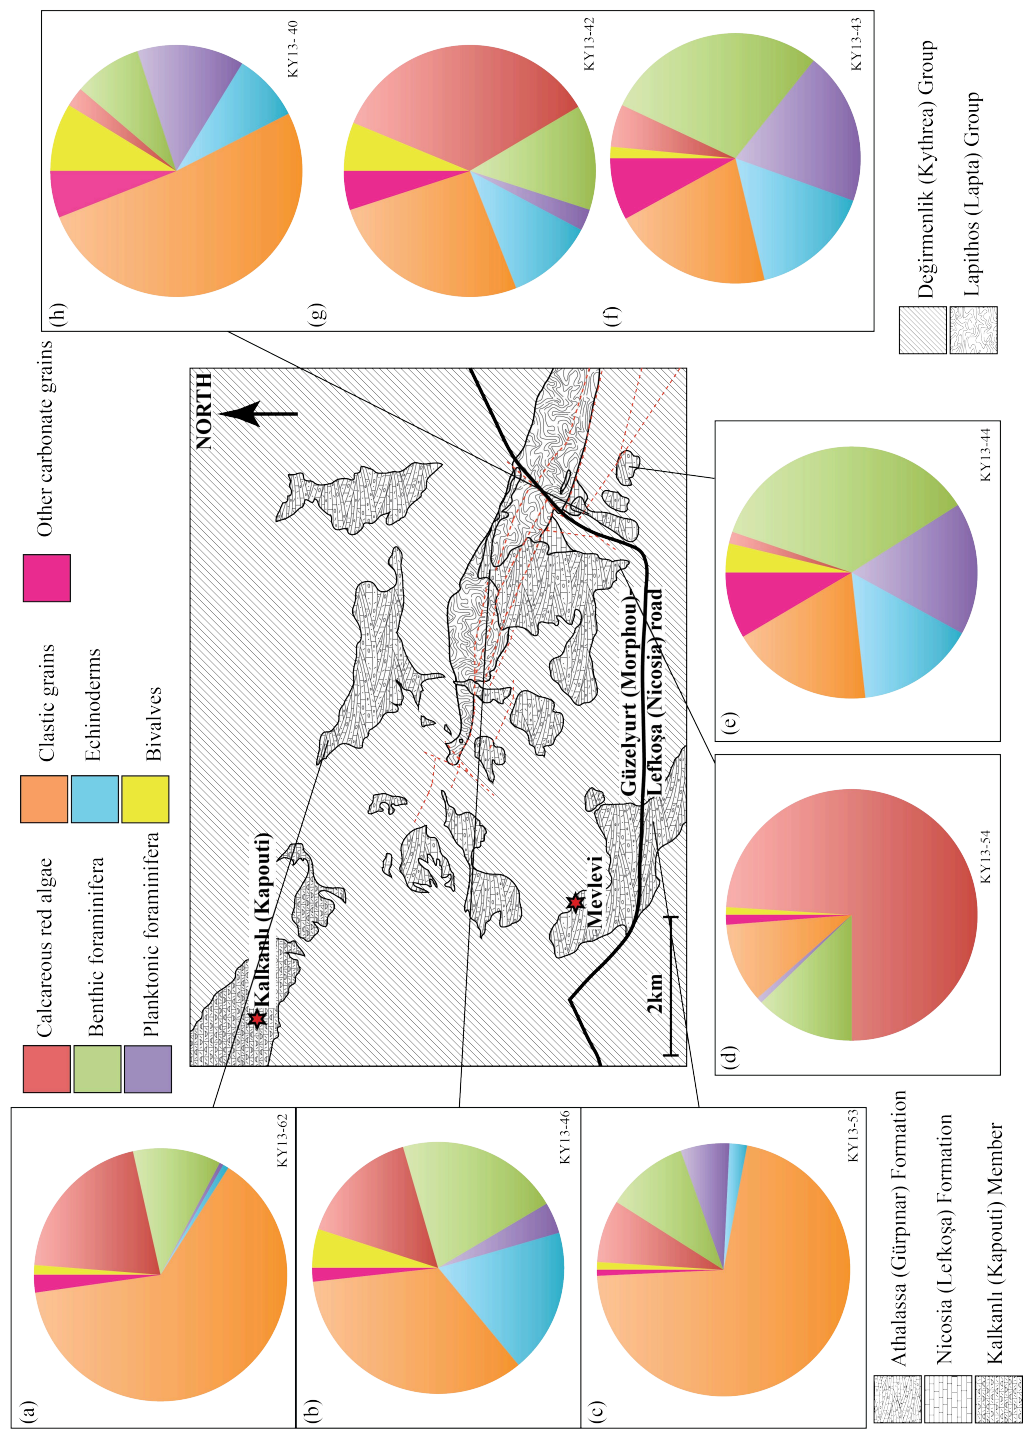 Calcareous red algae
Benthic foraminifera
Planktonic foraminifera
Clastic grains
Echinoderms
Bivalves
Other carbonate grains
(a)
KY13-62
(b)
KY13-46
(c)
KY13-53
(d)
KY13-54
(e)
KY13-44
(f)
KY13-43
(g)
KY13-42
(h)
KY13- 40
NORTH
Kalkanlı (Kapouti)
Mevlevi
Güzelyurt (Morphou)-
Lefkoşa (Nicosia) road
2km
Athalassa (Gürpınar) Formation
Nicosia (Lefkoşa) Formation
Kalkanlı (Kapouti) Member
Değirmenlik (Kythrea) Group
Lapithos (Lapta) Group